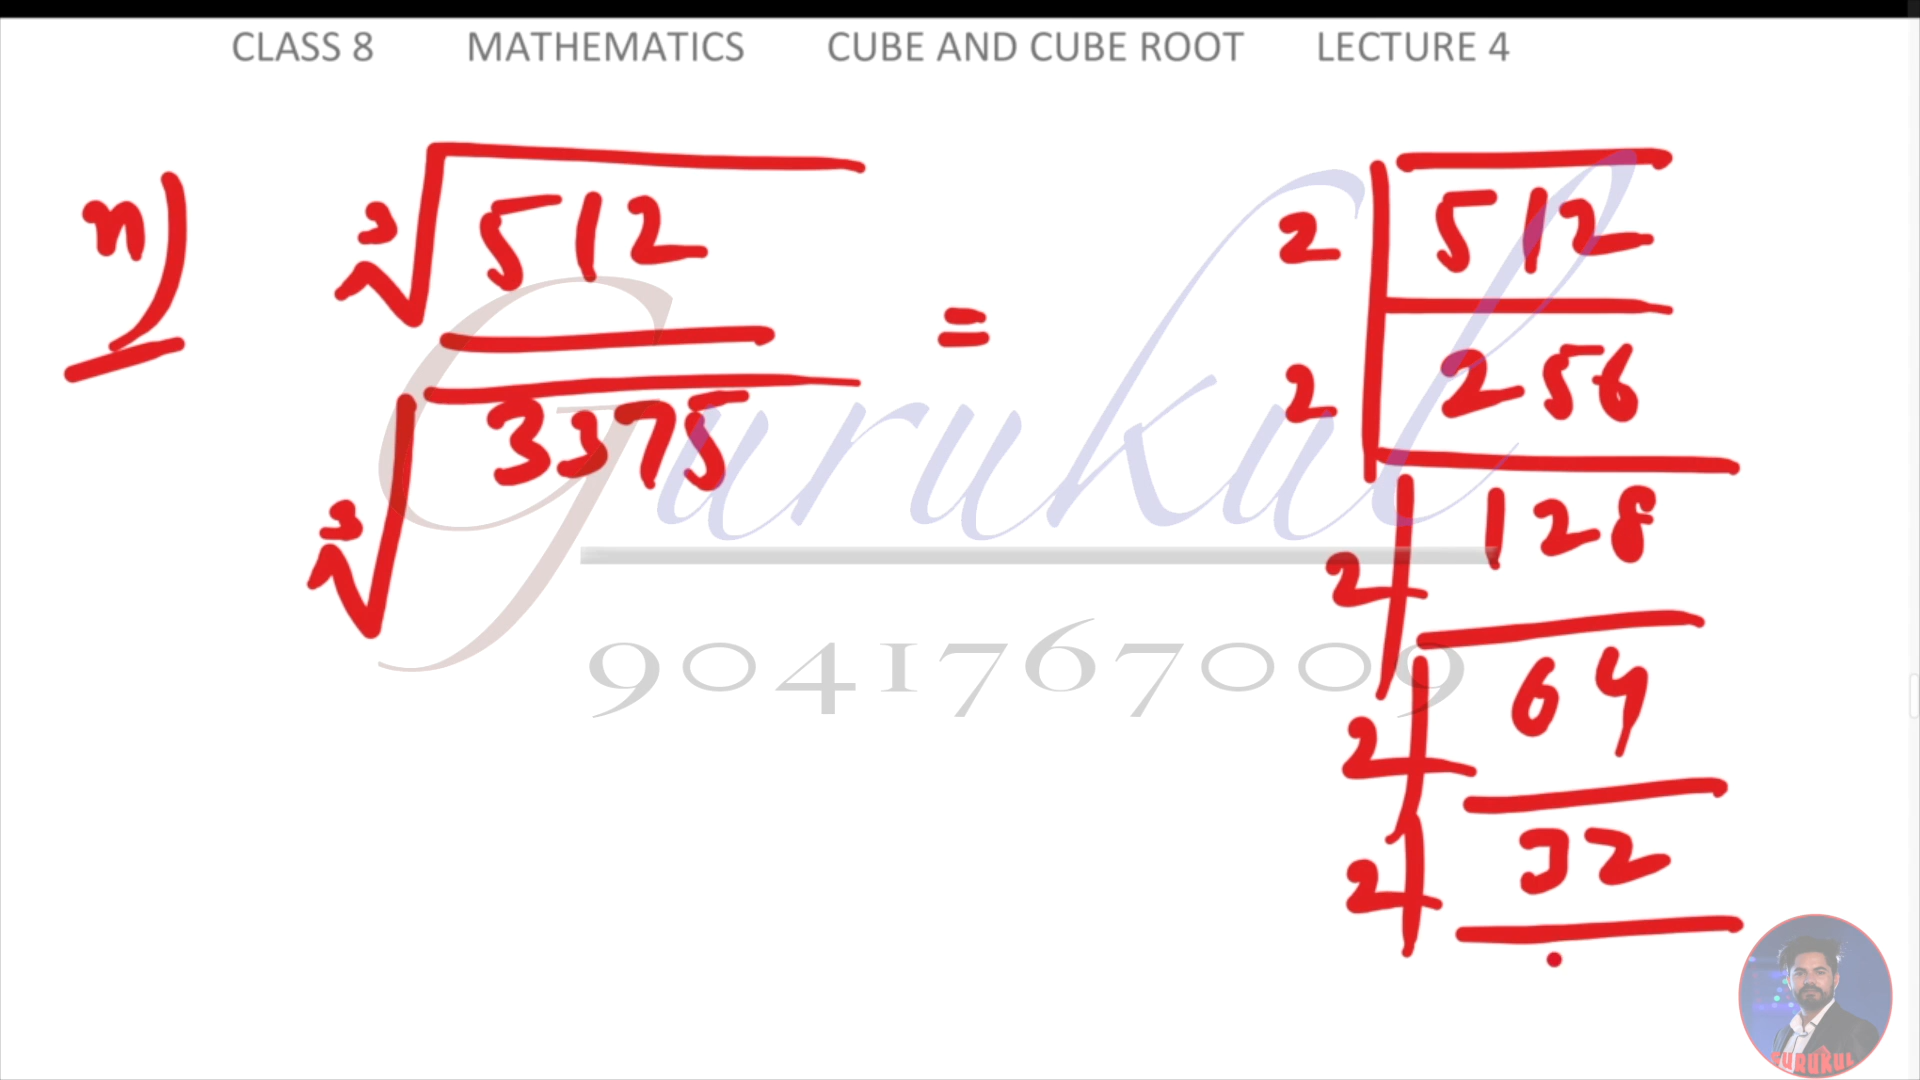 CLASS 8 MATHEMATICS CUBE AND CUBE ROOT LECTURE 4
n) ∛512 / ∛3375 =
2 | 512
2 | 256
2 | 128
2 | 64
2 | 32
Gurukul
9041767009
GURUKUL